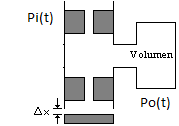 Pi(t)
Volumen
Po(t)
Δx